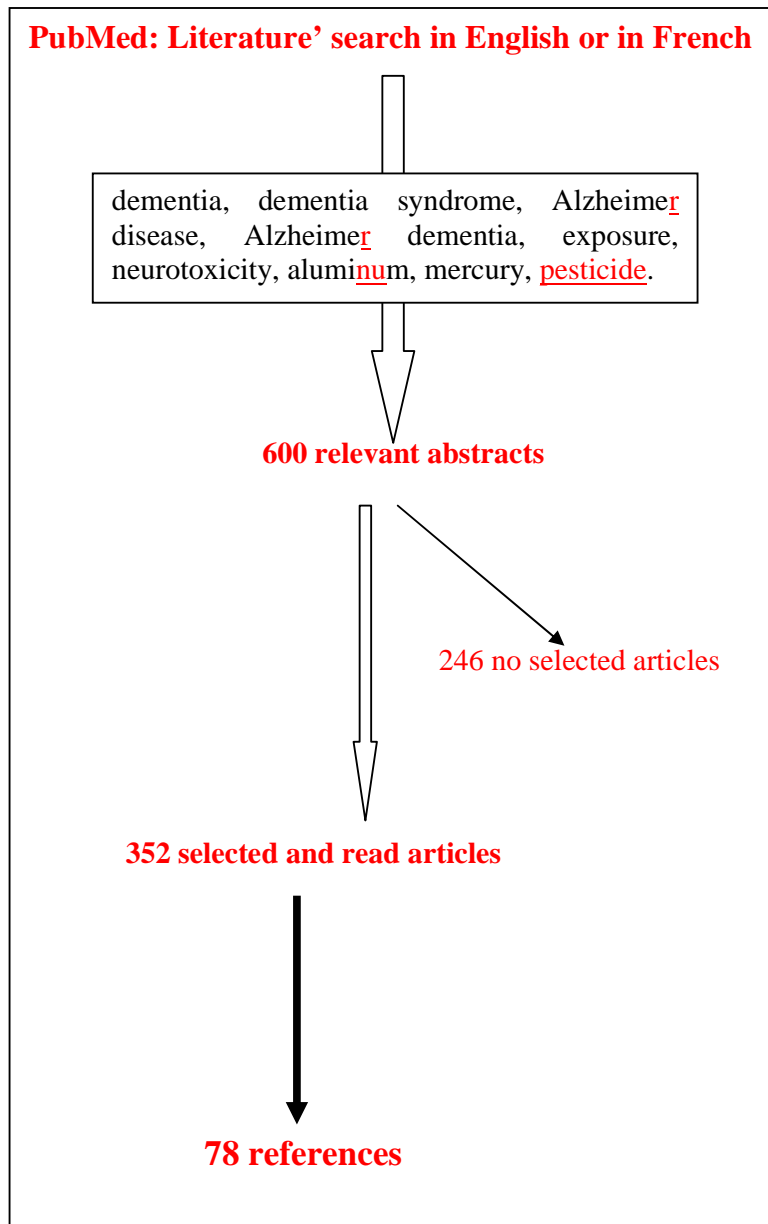 PubMed: Literature’ search in English or in French
dementia, dementia syndrome, Alzheimer
disease, Alzheimer dementia, exposure,
neurotoxicity, aluminum, mercury, pesticide.
600 relevant abstracts
246 no selected articles
352 selected and read articles
78 references